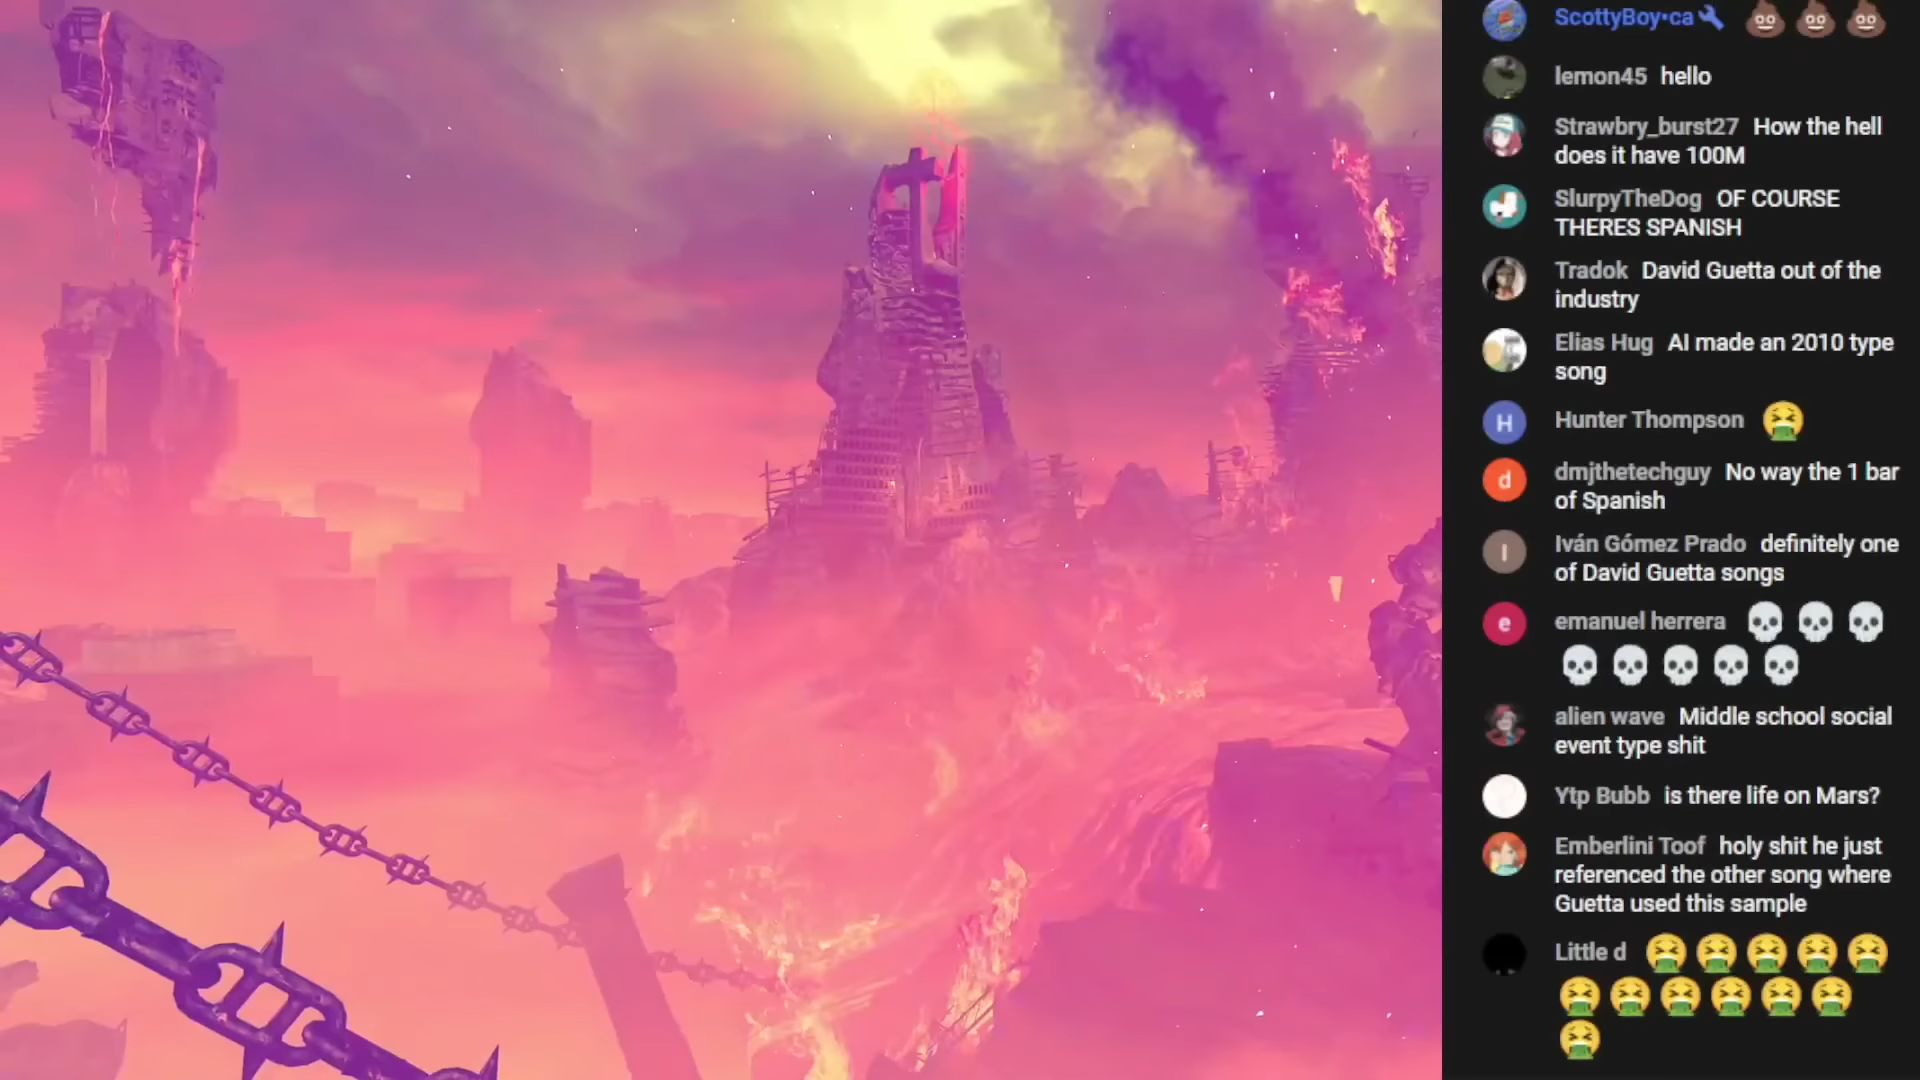 ScottyBoy•ca🔧 💩 💩 💩
lemon45 hello
Strawbry_burst27 How the hell
does it have 100M
SlurpyTheDog OF COURSE
THERES SPANISH
Tradok David Guetta out of the
industry
Elias Hug AI made an 2010 type
song
H Hunter Thompson 🤮
d dmjthetechguy No way the 1 bar
of Spanish
I Iván Gómez Prado definitely one
of David Guetta songs
e emanuel herrera 💀 💀 💀
💀 💀 💀 💀 💀
alien wave Middle school social
event type shit
Ytp Bubb is there life on Mars?
Emberlini Toof holy shit he just
referenced the other song where
Guetta used this sample
Little d 🤮 🤮 🤮 🤮 🤮
🤮 🤮 🤮 🤮 🤮 🤮
🤮